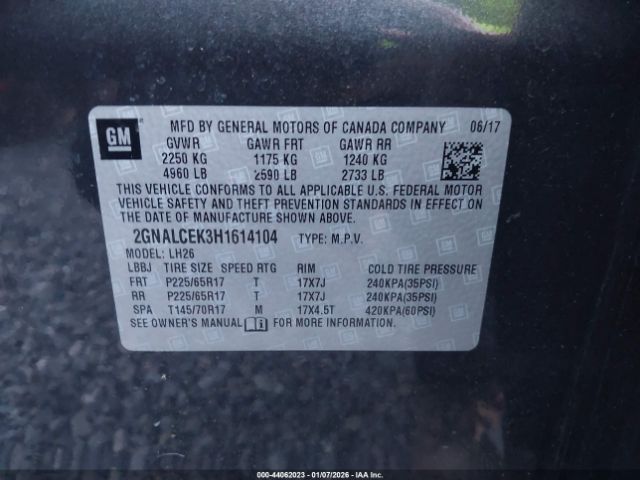 GM MFD BY GENERAL MOTORS OF CANADA COMPANY 06/17
GVWR GAWR FRT GAWR RR
2250 KG 1175 KG 1240 KG
4960 LB 2590 LB 2733 LB
THIS VEHICLE CONFORMS TO ALL APPLICABLE U.S. FEDERAL MOTOR
VEHICLE SAFETY AND THEFT PREVENTION STANDARDS IN EFFECT ON
THE DATE OF MANUFACTURE SHOWN ABOVE.
2GNALCEK3H1614104 TYPE: M.P.V.
MODEL: LH26
LBBJ TIRE SIZE SPEED RTG RIM COLD TIRE PRESSURE
FRT P225/65R17 T 17X7J 240KPA(35PSI)
RR P225/65R17 T 17X7J 240KPA(35PSI)
SPA T145/70R17 M 17X4.5T 420KPA(60PSI)
SEE OWNER'S MANUAL FOR MORE INFORMATION.
000-44062023 - 01/07/2026 - IAA Inc.